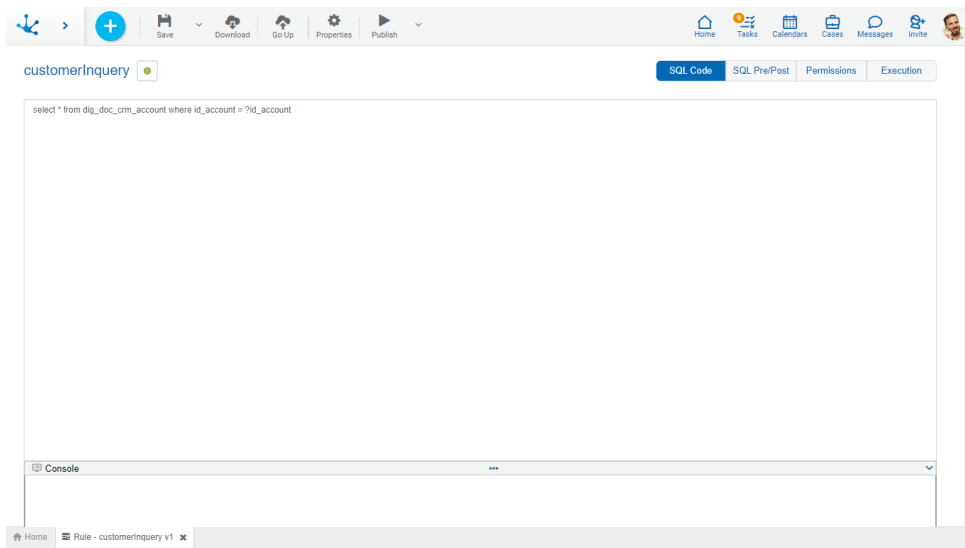 Save
Download
Go Up
Properties
Publish
Home
9
Tasks
Calendars
Cases
Messages
Invite
customerInquery
SQL Code
SQL Pre/Post
Permissions
Execution
select * from dig_doc_crm_account where id_account = ?id_account
Console
Home
Rule - customerInquery v1